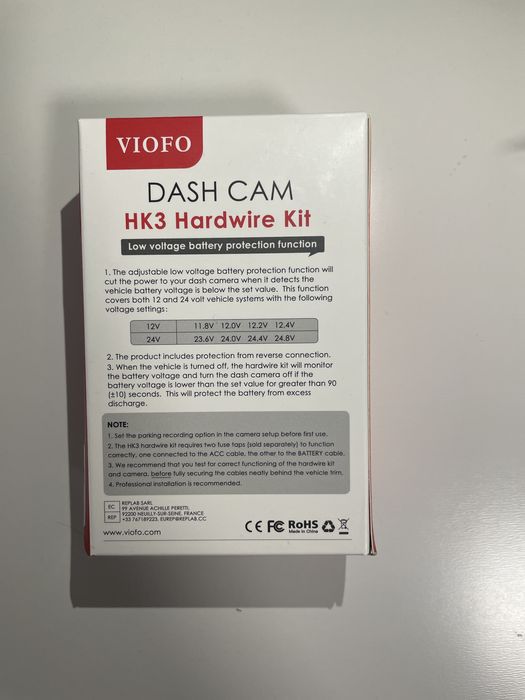 VIOFO
DASH CAM
HK3 Hardwire Kit
Low voltage battery protection function
1. The adjustable low voltage battery protection function will
cut the power to your dash camera when it detects the
vehicle battery voltage is below the set value. This function
covers both 12 and 24 volt vehicle systems with the following
voltage settings:
12V 11.8V 12.0V 12.2V 12.4V
24V 23.6V 24.0V 24.4V 24.8V
2. The product includes protection from reverse connection.
3. When the vehicle is turned off, the hardwire kit will monitor
the battery voltage and turn the dash camera off if the
battery voltage is lower than the set value for greater than 90
(±10) seconds. This will protect the battery from excess
discharge.
NOTE:
1. Set the parking recording option in the camera setup before first use.
2. The HK3 hardwire kit requires two fuse taps (sold separately) to function
correctly, one connected to the ACC cable, the other to the BATTERY cable.
3. We recommend that you test for correct functioning of the hardwire kit
and camera, before fully securing the cables neatly behind the vehicle trim.
4. Professional installation is recommended.
EC REP
REPLAB SARL
99 AVENUE ACHILLE PERETTI,
92200 NEUILLY-SUR-SEINE, FRANCE
+33 767189223, EUREP@REPLAB.CC
www.viofo.com
CE FC RoHS
Made in China